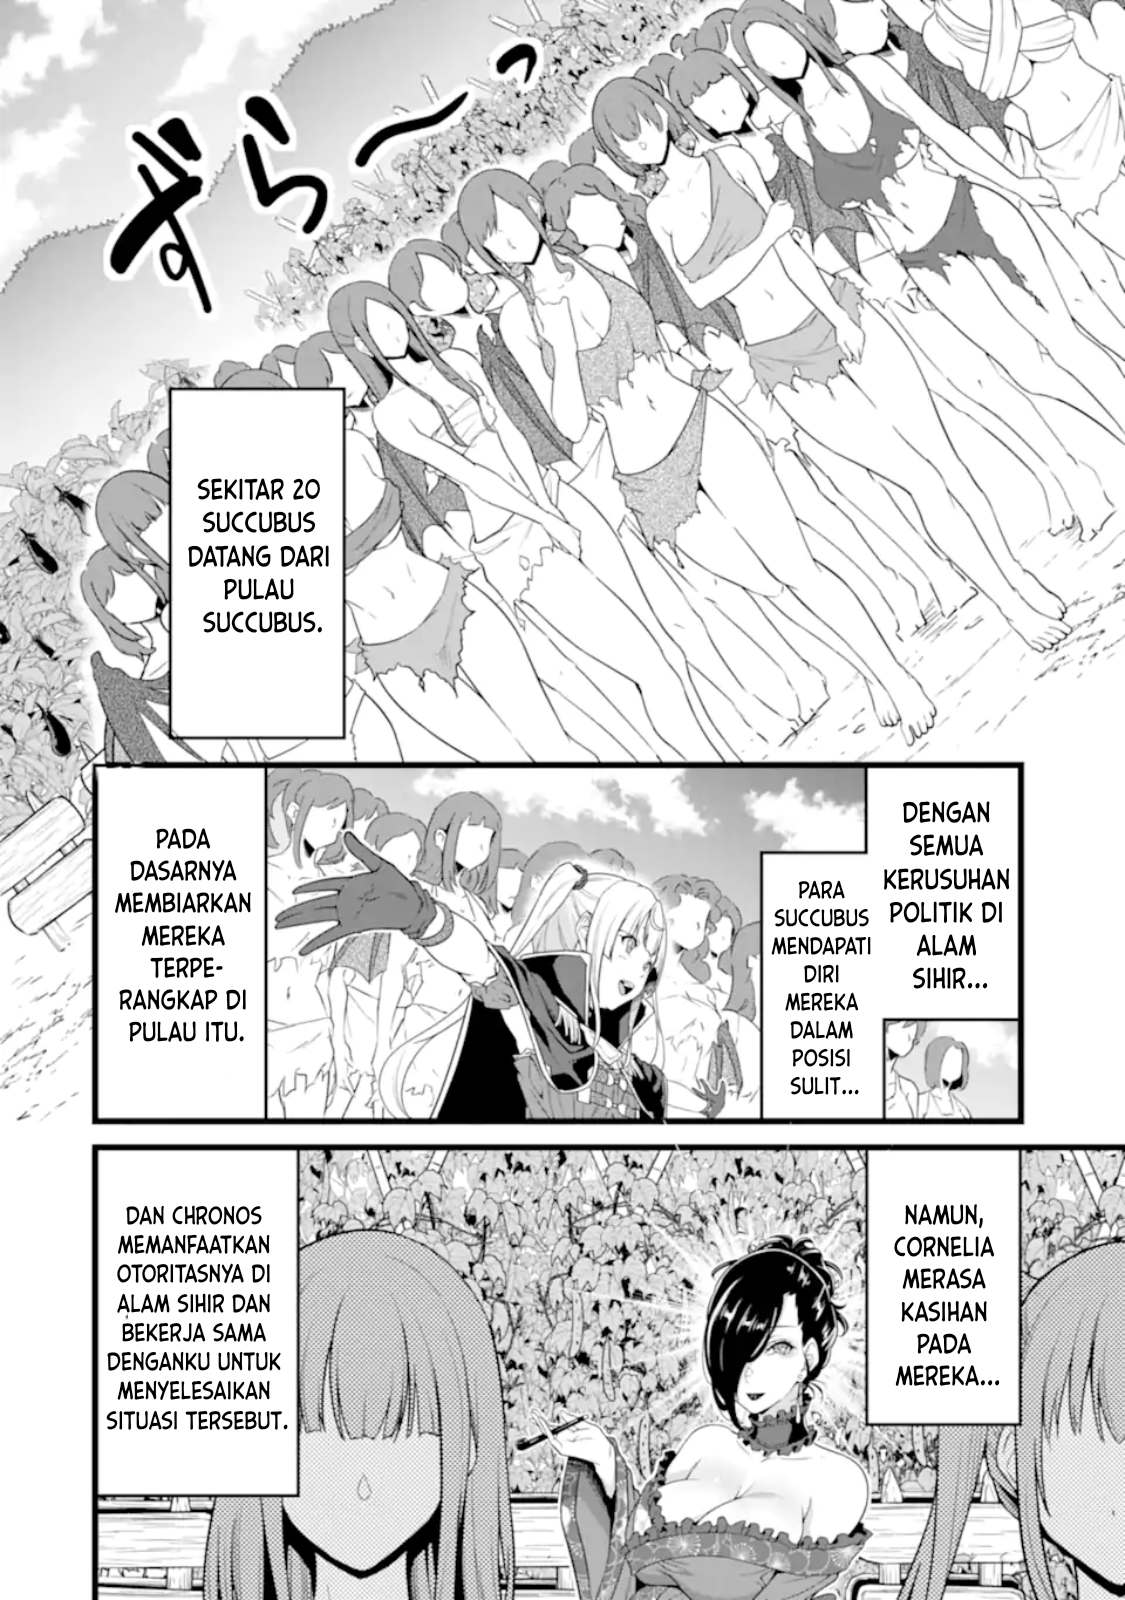 ずら〜っ
SEKITAR 20
SUCCUBUS
DATANG DARI
PULAU
SUCCUBUS.
DENGAN
SEMUA
KERUSUHAN
POLITIK DI
ALAM
SIHIR...
PARA
SUCCUBUS
MENDAPATI
DIRI
MEREKA
DALAM
POSISI
SULIT...
PADA
DASARNYA
MEMBIARKAN
MEREKA
TERPE-
RANGKAP DI
PULAU ITU.
NAMUN,
CORNELIA
MERASA
KASIHAN
PADA
MEREKA...
DAN CHRONOS
MEMANFAATKAN
OTORITASNYA DI
ALAM SIHIR DAN
BEKERJA SAMA
DENGANKU UNTUK
MENYELESAIKAN
SITUASI TERSEBUT.